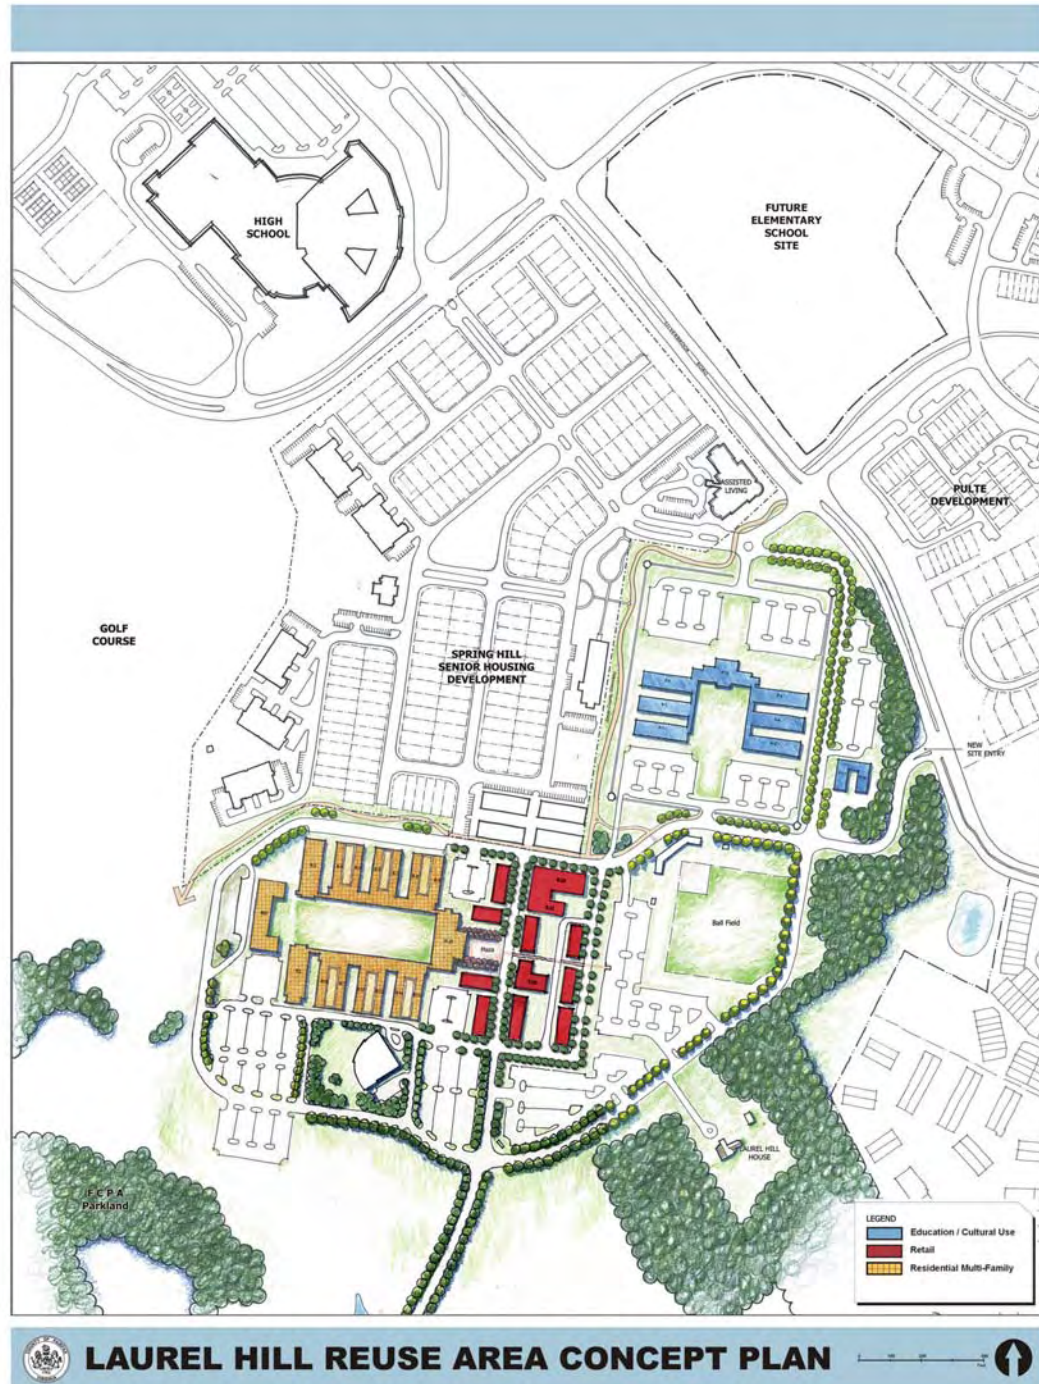 HIGH
SCHOOL
FUTURE
ELEMENTARY
SCHOOL
SITE
ASSISTED
LIVING
PULTE
DEVELOPMENT
GOLF
COURSE
SPRING HILL
SENIOR HOUSING
DEVELOPMENT
NEW
SITE ENTRY
Plaza
Ball Field
LAUREL HILL
HOUSE
F C P A
Parkland
LEGEND
Education / Cultural Use
Retail
Residential Multi-Family
LAUREL HILL REUSE AREA CONCEPT PLAN